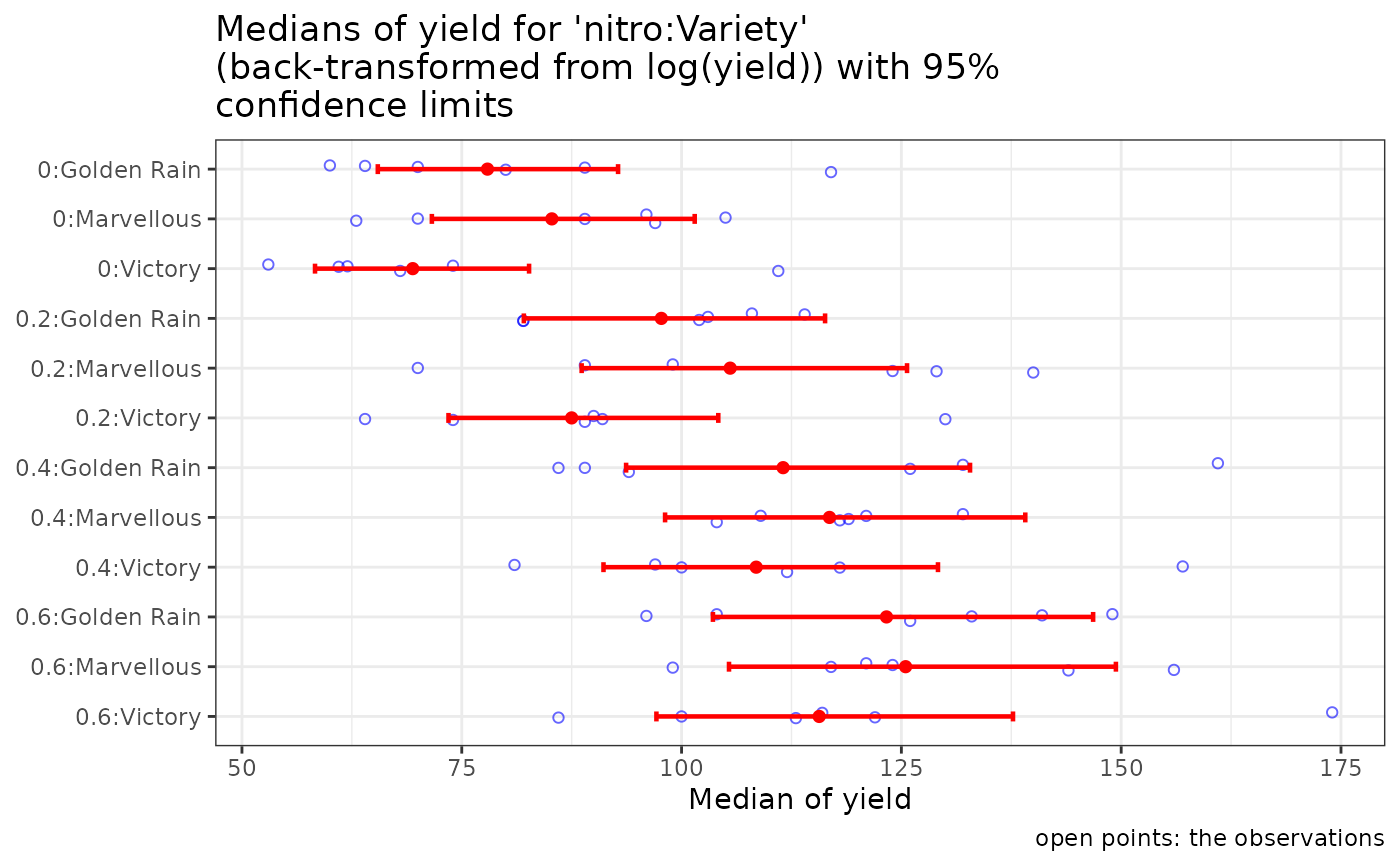 Medians of yield for 'nitro:Variety'
(back-transformed from log(yield)) with 95%
confidence limits
0:Golden Rain
0:Marvellous
0:Victory
0.2:Golden Rain
0.2:Marvellous
0.2:Victory
0.4:Golden Rain
0.4:Marvellous
0.4:Victory
0.6:Golden Rain
0.6:Marvellous
0.6:Victory
50 75 100 125 150 175
Median of yield
open points: the observations